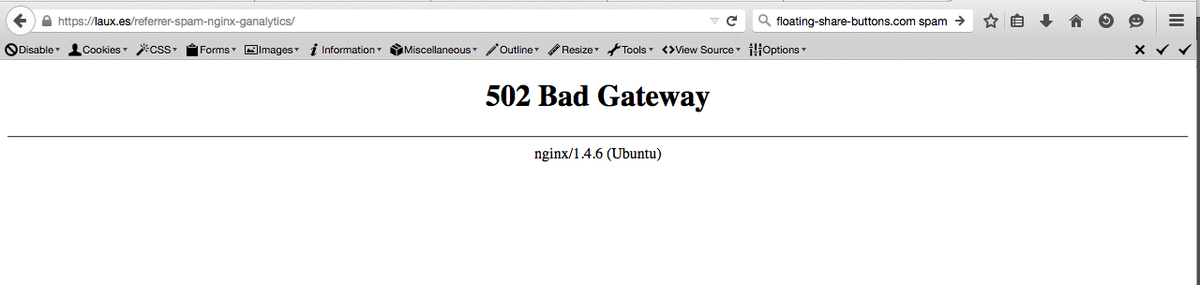 https://laux.es/referrer-spam-nginx-ganalytics/ floating-share-buttons.com spam
Disable Cookies CSS Forms Images Information Miscellaneous Outline Resize Tools View Source Options
502 Bad Gateway
nginx/1.4.6 (Ubuntu)